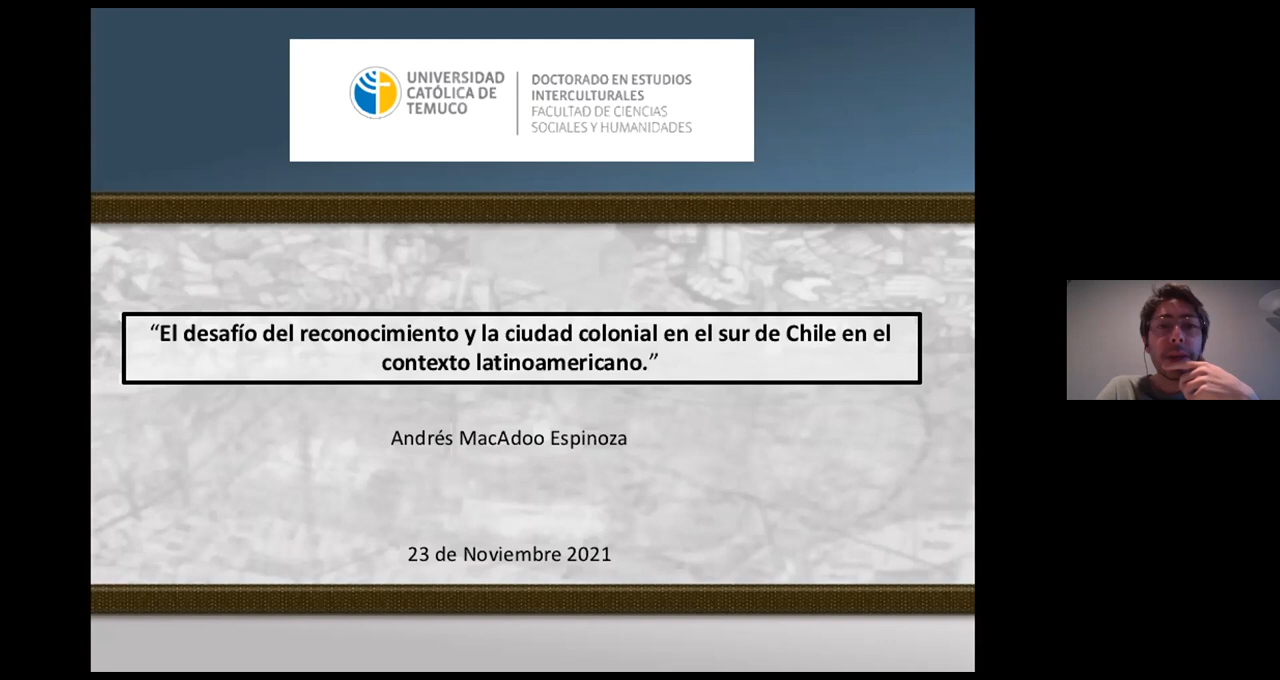 UNIVERSIDAD
CATÓLICA DE
TEMUCO
DOCTORADO EN ESTUDIOS
INTERCULTURALES
FACULTAD DE CIENCIAS
SOCIALES Y HUMANIDADES
“El desafío del reconocimiento y la ciudad colonial en el sur de Chile en el
contexto latinoamericano.”
Andrés MacAdoo Espinoza
23 de Noviembre 2021